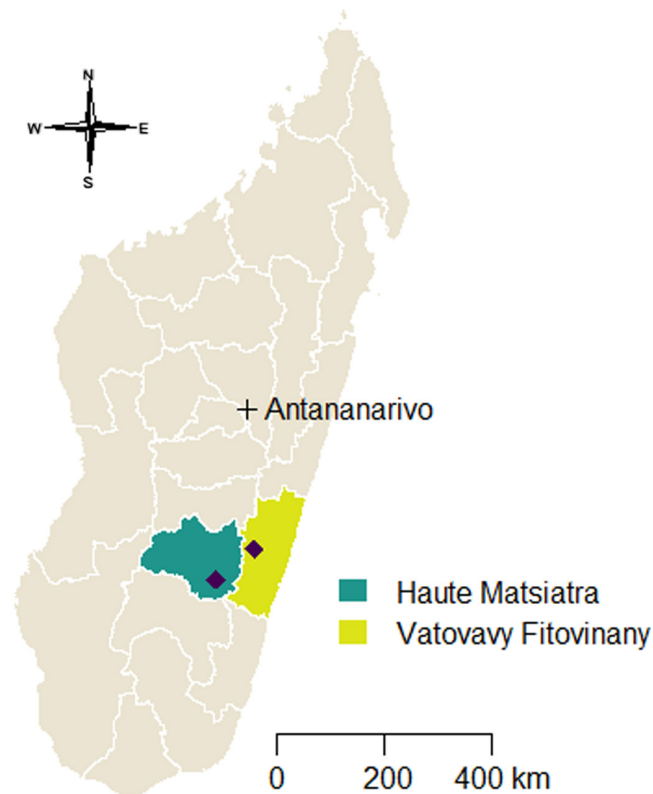 N
W E
S
Antananarivo
Haute Matsiatra
Vatovavy Fitovinany
0 200 400 km